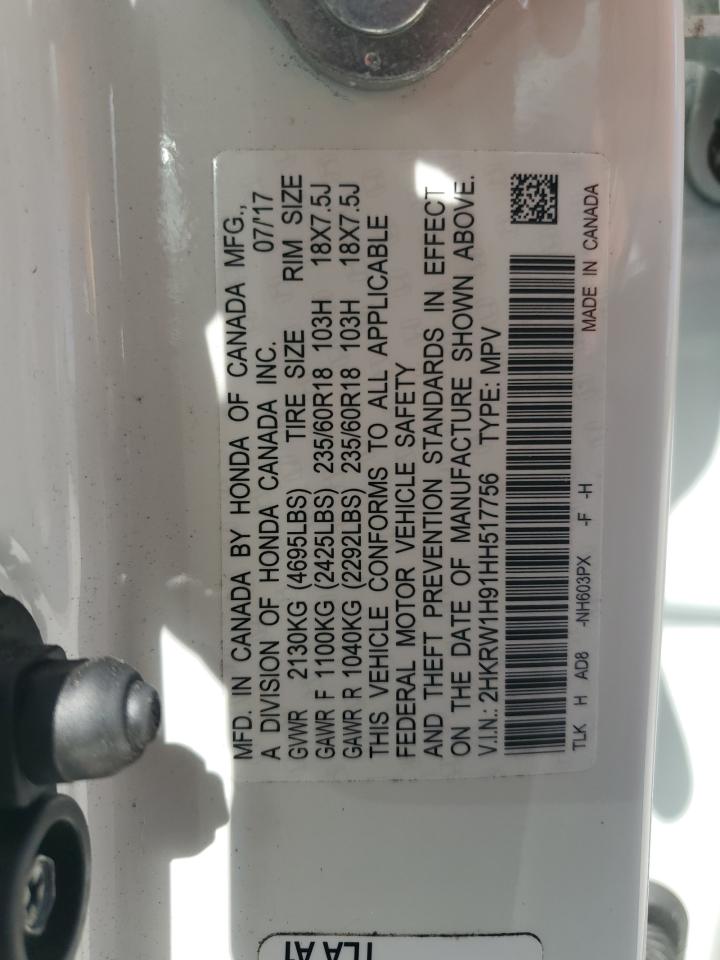 MFD. IN CANADA BY HONDA OF CANADA MFG.,
A DIVISION OF HONDA CANADA INC. 07/17
GVWR 2130KG (4695LBS) TIRE SIZE RIM SIZE
GAWR F 1100KG (2425LBS) 235/60R18 103H 18X7.5J
GAWR R 1040KG (2292LBS) 235/60R18 103H 18X7.5J
THIS VEHICLE CONFORMS TO ALL APPLICABLE
FEDERAL MOTOR VEHICLE SAFETY
AND THEFT PREVENTION STANDARDS IN EFFECT
ON THE DATE OF MANUFACTURE SHOWN ABOVE.
V.I.N.: 2HKRW1H91HH517756 TYPE: MPV
TLK H AD8 -NH603PX -F -H MADE IN CANADA
TLA A1